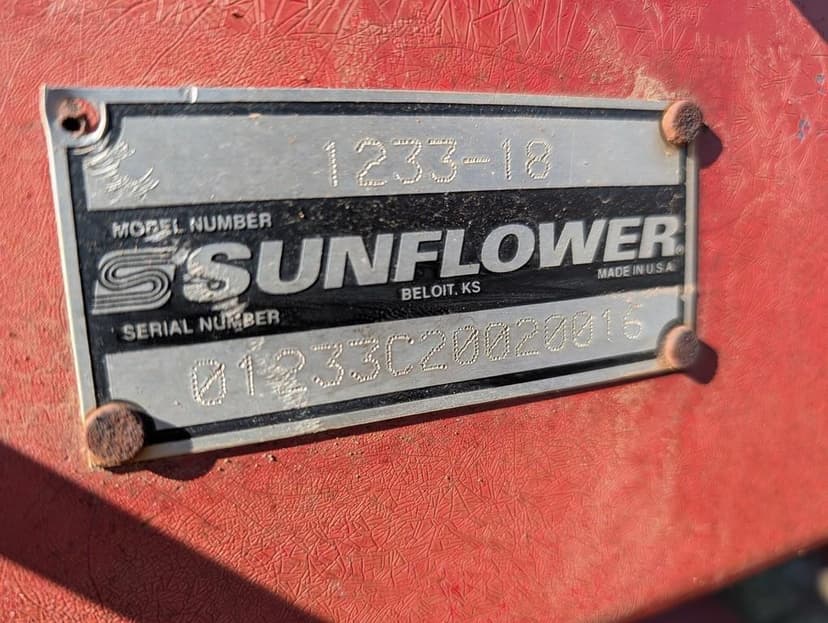 1233-18
MODEL NUMBER
SUNFLOWER®
MADE IN U.S.A.
BELOIT, KS
SERIAL NUMBER
01233C20020016